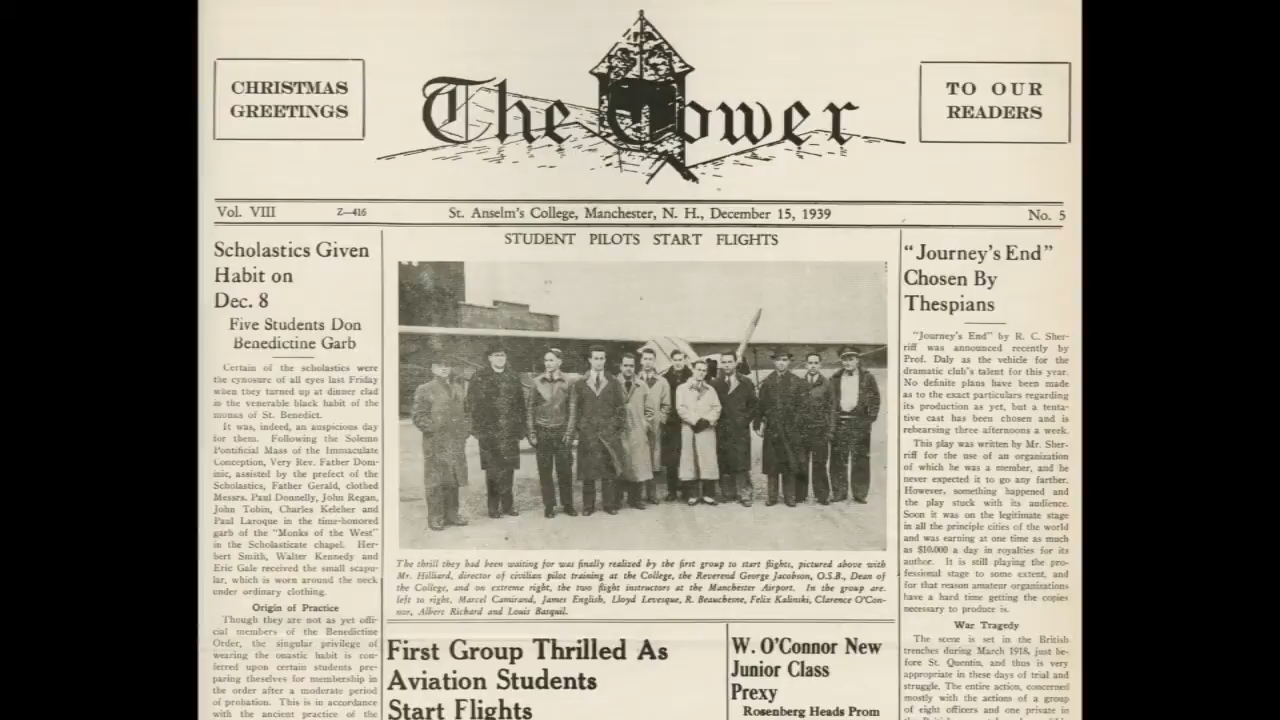 CHRISTMAS
GREETINGS
The Tower
TO OUR
READERS
Vol. VIII
Z—416
St. Anselm's College, Manchester, N. H., December 15, 1939
No. 5
Scholastics Given
Habit on
Dec. 8
Five Students Don
Benedictine Garb
Certain of the scholastics were
the cynosure of all eyes last Friday
when they turned up at dinner clad
in the venerable black habit of the
monks of St. Benedict.
It was, indeed, an auspicious day
for them. Following the Solemn
Pontifical Mass of the Immaculate
Conception, Very Rev. Father Dom-
inic, assisted by the prefect of the
Scholastics, Father Gerald, clothed
Messrs. Paul Donnelly, John Regan,
John Tobin, Charles Keleher and
Paul Laroque in the time-honored
garb of the "Monks of the West"
in the Scholasticate chapel. Her-
bert Smith, Walter Kennedy and
Eric Gale received the small scapu-
lar, which is worn around the neck
under ordinary clothing.
Origin of Practice
Though they are not as yet offi-
cial members of the Benedictine
Order, the singular privilege of
wearing the onastic habit is con-
ferred upon certain students pre-
paring theselves for membership in
the order after a moderate period
of probation. This is in accordance
with the ancient practice of the
STUDENT PILOTS START FLIGHTS
The thrill they had been waiting for was finally realized by the first group to start flights, pictured above with
Mr. Hilliard, director of civilian pilot training at the College, the Reverend George Jacobson, O.S.B., Dean of
the College, and on extreme right, the two flight instructors at the Manchester Airport. In the group are.
left to right, Marcel Camirand, James English, Lloyd Levesque, R. Beauchesne, Felix Kalinski, Clarence O'Con-
nor, Albert Richard and Louis Basquil.
First Group Thrilled As
Aviation Students
Start Flights
W. O'Connor New
Junior Class
Prexy
Rosenberg Heads Prom
"Journey's End"
Chosen By
Thespians
"Journey's End" by R. C. Sher-
riff was announced recently by
Prof. Daly as the vehicle for the
dramatic club's talent for this year.
No definite plans have been made
as to the exact particulars regarding
its production as yet, but a tenta-
tive cast has been chosen and is
rehearsing three afternoons a week.
This play was written by Mr. Sher-
riff for the use of an organization
of which he was a member, and he
never expected it to go any farther.
However, something happened and
the play stuck with its audience.
Soon it was on the legitimate stage
in all the principle cities of the world
and was earning at one time as much
as $10,000 a day in royalties for its
author. It is still playing the pro-
fessional stage to some extent, and
for that reason amateur organizations
have a hard time getting the copies
necessary to produce is.
War Tragedy
The scene is set in the British
trenches during March 1918, just be-
fore St. Quentin, and thus is very
appropriate in these days of trial and
struggle. The entire action, concerned
mostly with the actions of a group
of eight officers and one private in